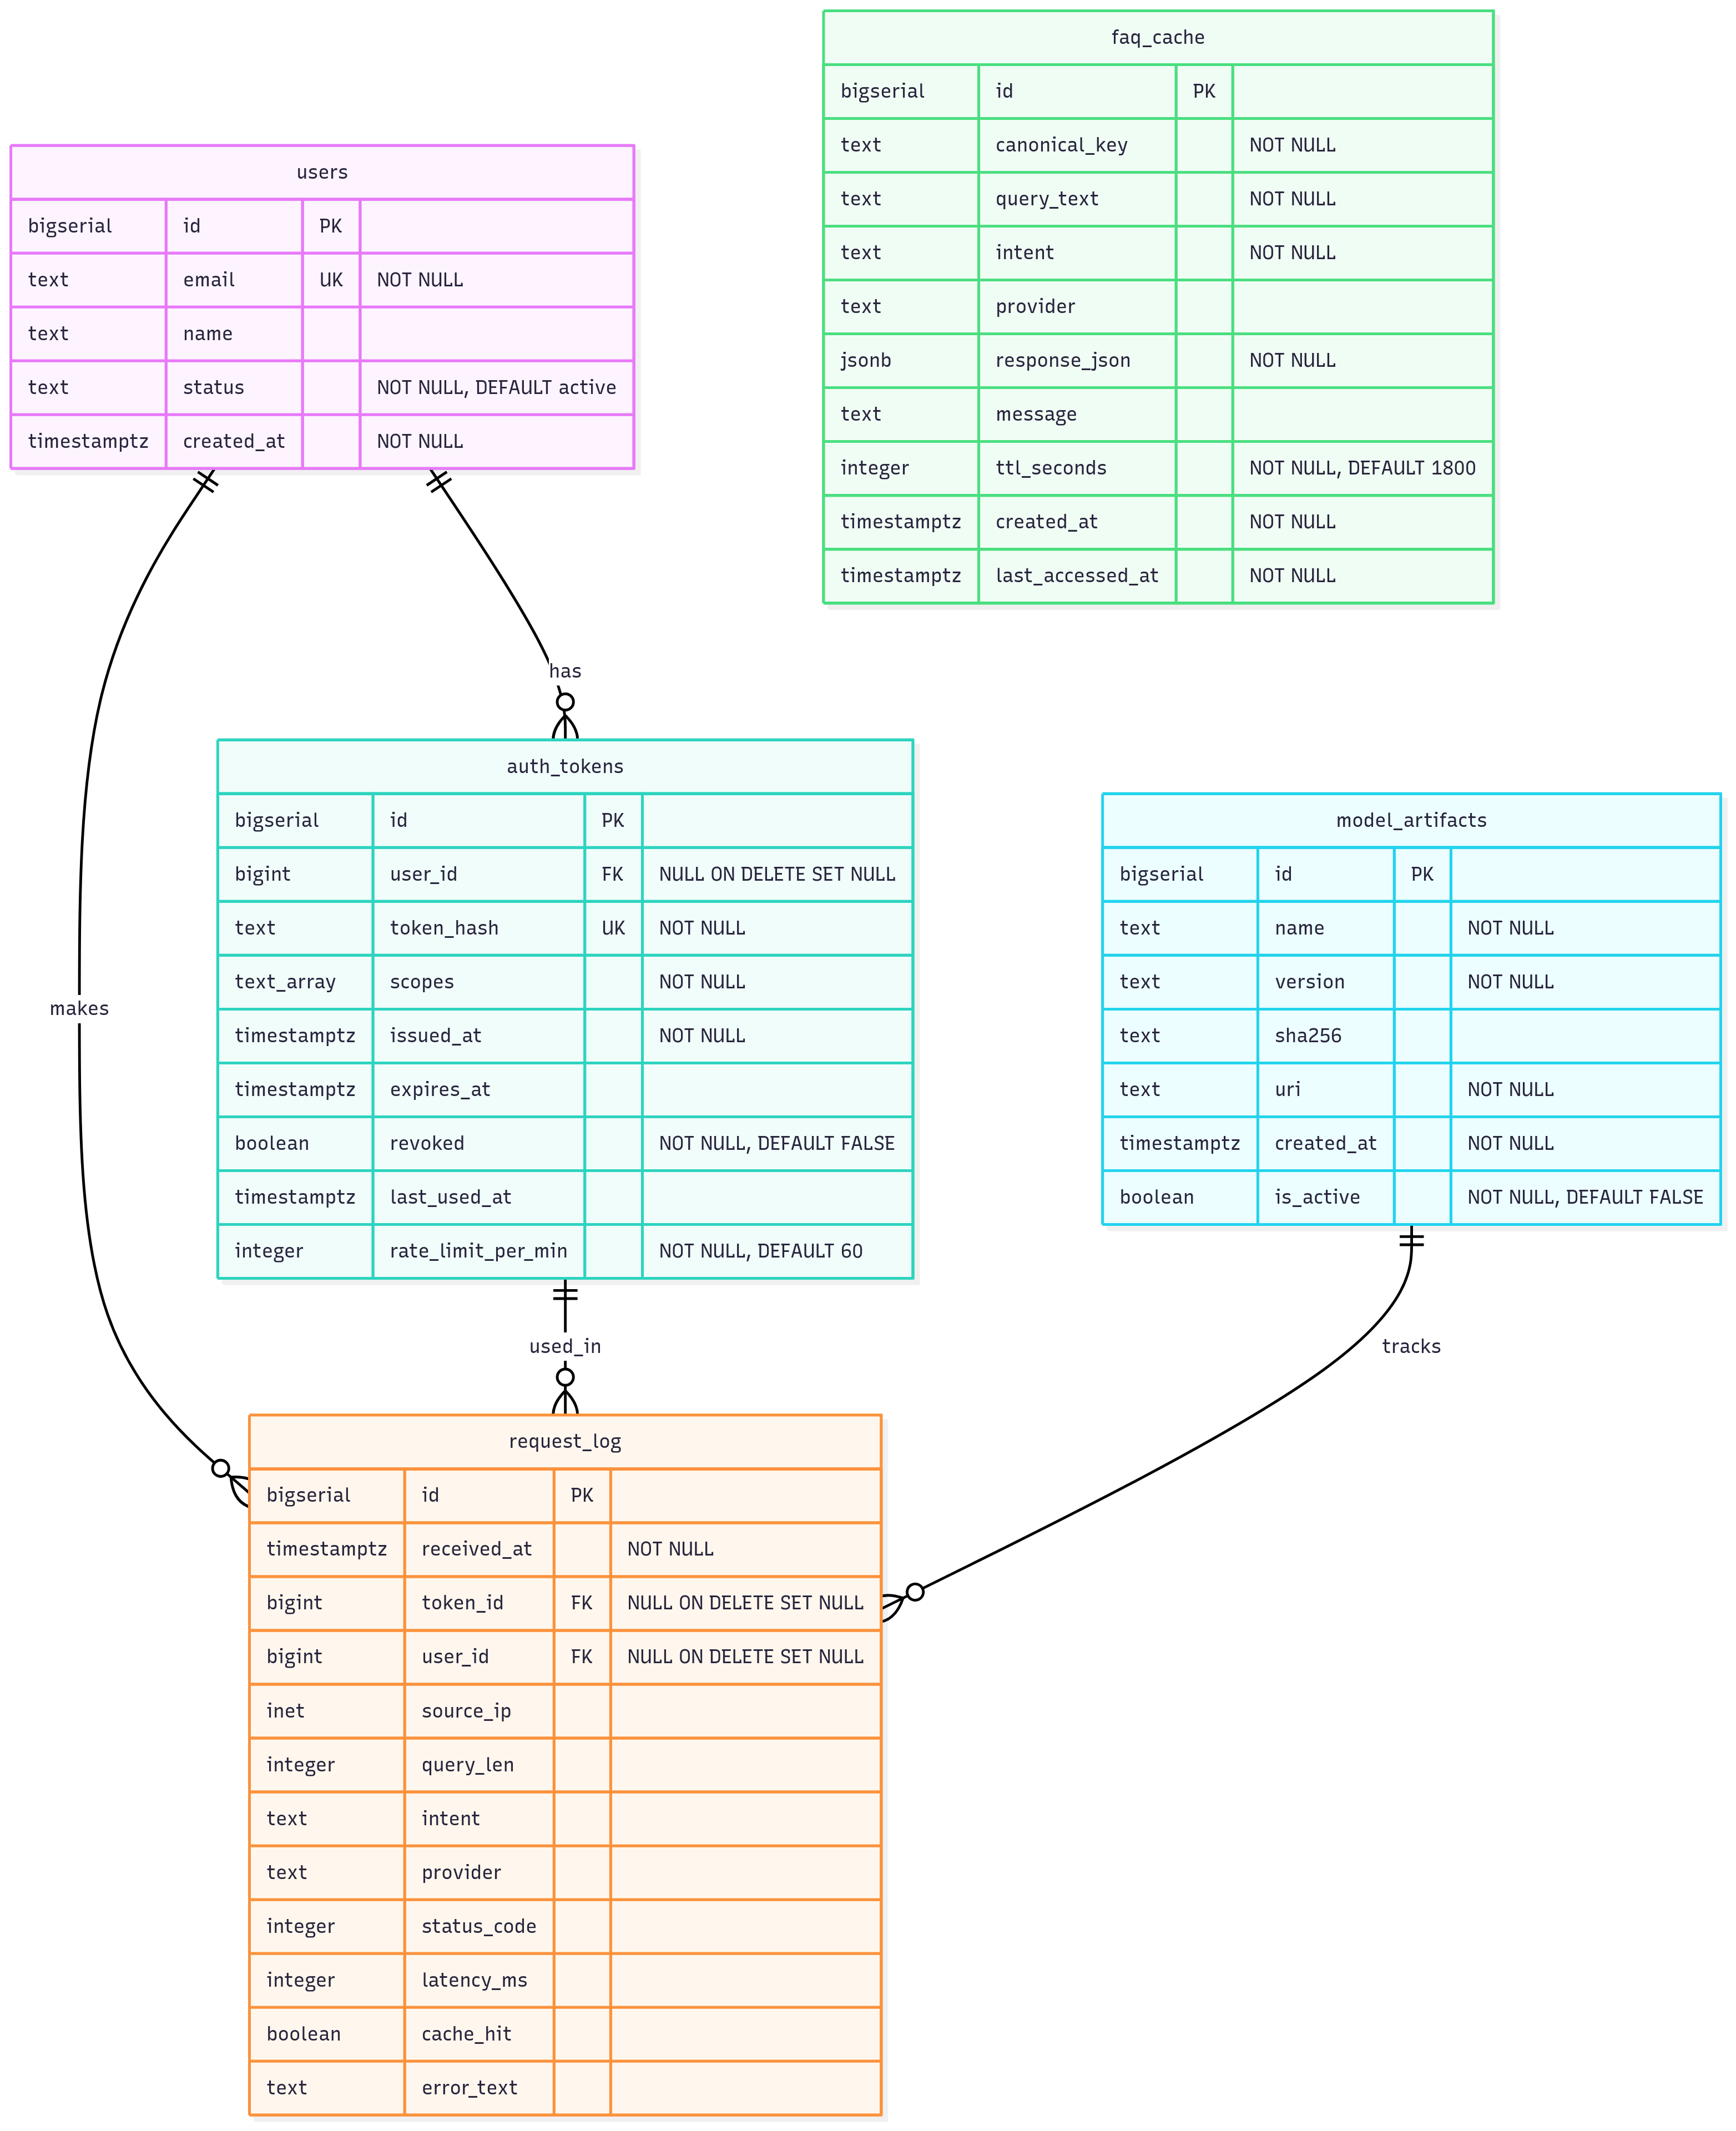 faq_cache
bigserial id PK
text canonical_key NOT NULL
text query_text NOT NULL
text intent NOT NULL
text provider
jsonb response_json NOT NULL
text message
integer ttl_seconds NOT NULL, DEFAULT 1800
timestamptz created_at NOT NULL
timestamptz last_accessed_at NOT NULL
users
bigserial id PK
text email UK NOT NULL
text name
text status NOT NULL, DEFAULT active
timestamptz created_at NOT NULL
has
makes
auth_tokens
bigserial id PK
bigint user_id FK NULL ON DELETE SET NULL
text token_hash UK NOT NULL
text_array scopes NOT NULL
timestamptz issued_at NOT NULL
timestamptz expires_at
boolean revoked NOT NULL, DEFAULT FALSE
timestamptz last_used_at
integer rate_limit_per_min NOT NULL, DEFAULT 60
model_artifacts
bigserial id PK
text name NOT NULL
text version NOT NULL
text sha256
text uri NOT NULL
timestamptz created_at NOT NULL
boolean is_active NOT NULL, DEFAULT FALSE
used_in
tracks
request_log
bigserial id PK
timestamptz received_at NOT NULL
bigint token_id FK NULL ON DELETE SET NULL
bigint user_id FK NULL ON DELETE SET NULL
inet source_ip
integer query_len
text intent
text provider
integer status_code
integer latency_ms
boolean cache_hit
text error_text